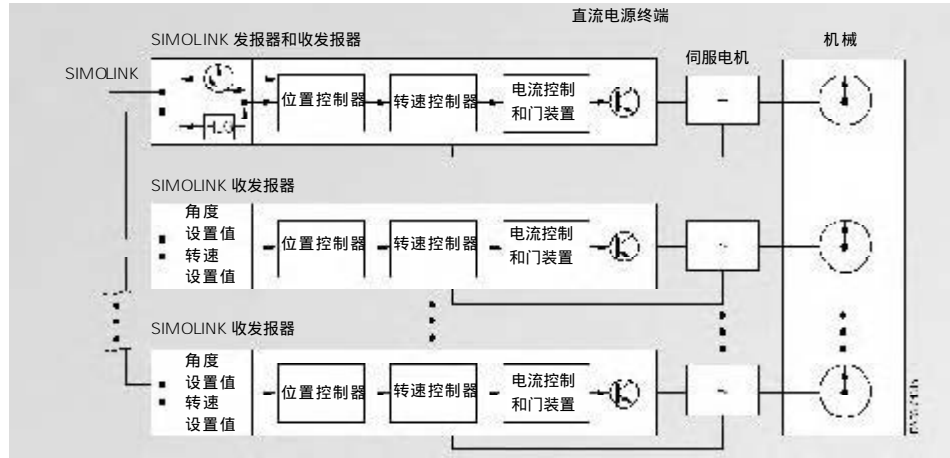 直流电源终端
SIMOLINK 发报器和收发报器
机械
伺服电机
SIMOLINK
位置控制器
转速控制器
电流控制
和门装置
SIMOLINK 收发报器
角度
设置值
转速
设置值
位置控制器
转速控制器
电流控制
和门装置
SIMOLINK 收发报器
角度
设置值
转速
设置值
位置控制器
转速控制器
电流控制
和门装置